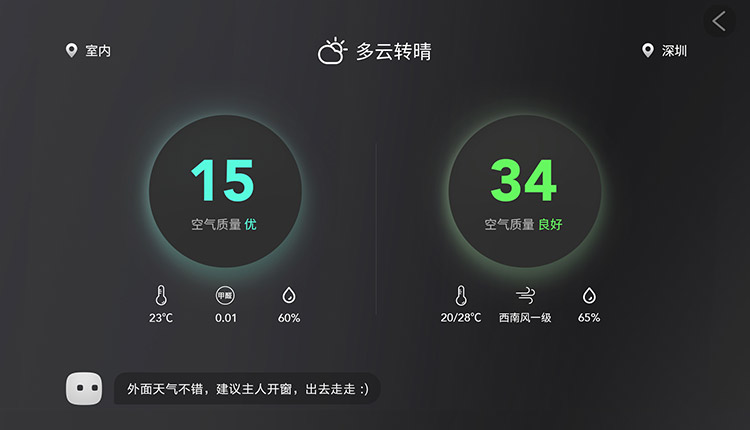 室内
多云转晴
深圳
15
空气质量 优
34
空气质量 良好
甲醛
23℃
0.01
60%
20/28℃
西南风一级
65%
外面天气不错，建议主人开窗，出去走走 :)